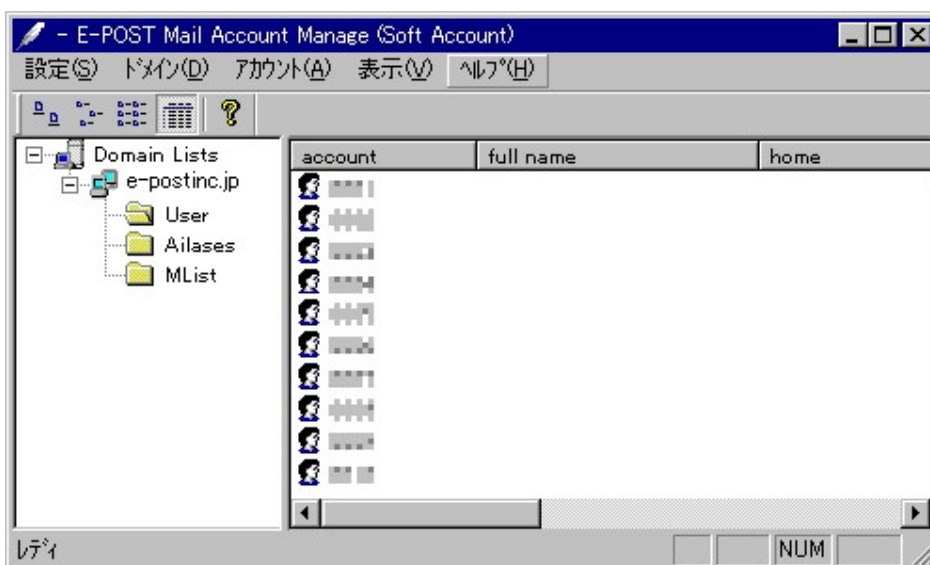 - E-POST Mail Account Manage (Soft Account)
設定(S) ﾄﾞﾒｲﾝ(D) ｱｶｳﾝﾄ(A) 表示(V) ﾍﾙﾌﾟ(H)
Domain Lists
e-postinc.jp
User
Ailases
MList
account full name home
ﾚﾃﾞｨ
NUM